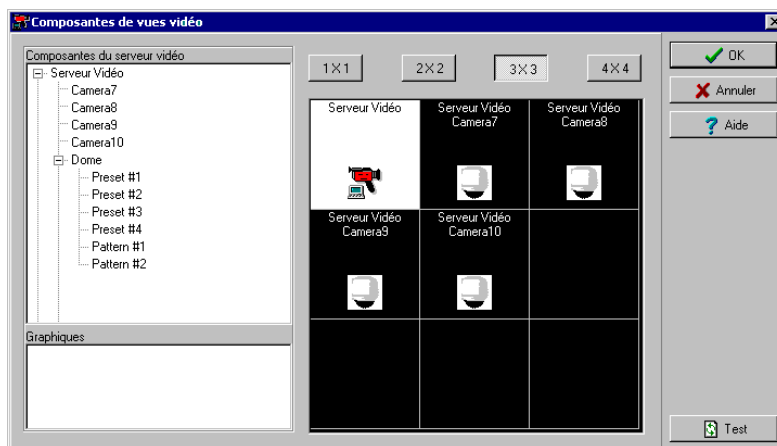 Composantes de vues vidéo
Composantes du serveur vidéo
Serveur Vidéo
Camera7
Camera8
Camera9
Camera10
Dome
Preset #1
Preset #2
Preset #3
Preset #4
Pattern #1
Pattern #2
Graphiques
1X1 2X2 3X3 4X4
Serveur Vidéo
Serveur Vidéo
Camera7
Serveur Vidéo
Camera8
Serveur Vidéo
Camera9
Serveur Vidéo
Camera10
OK
Annuler
Aide
Test